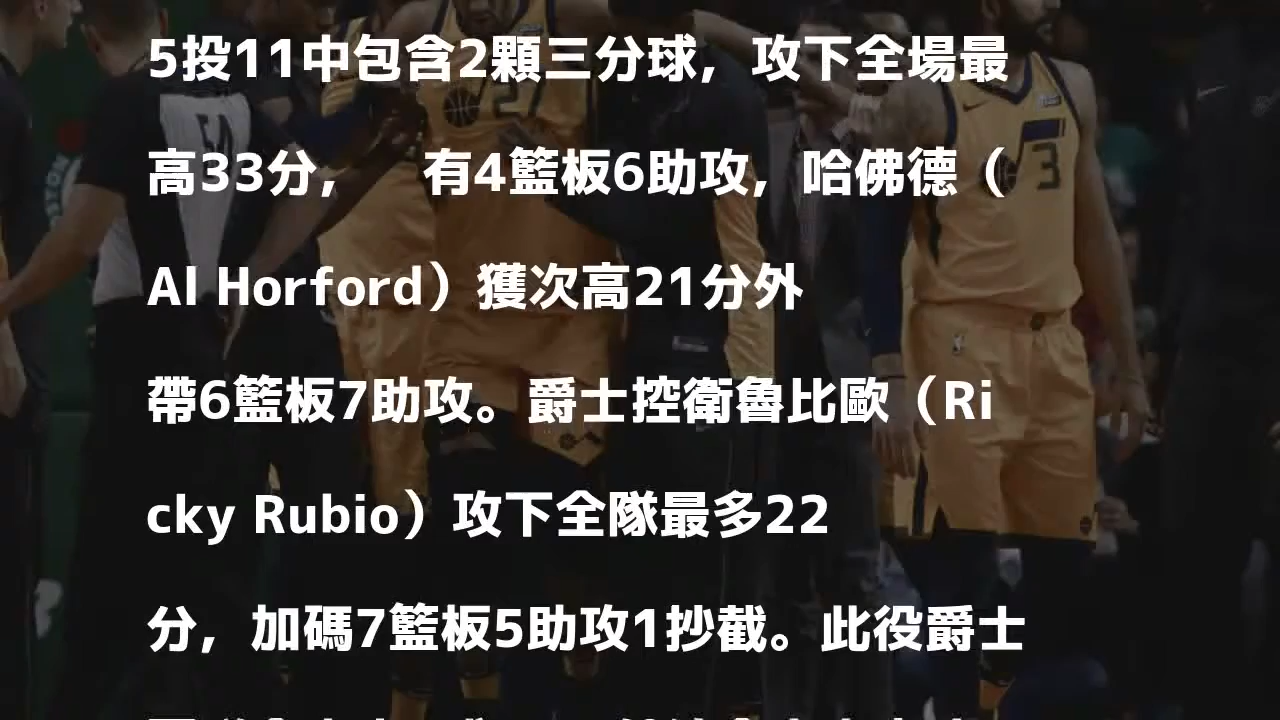 5投11中包含2顆三分球，攻下全場最
高33分，　有4籃板6助攻，哈佛德（
Al Horford）獲次高21分外
帶6籃板7助攻。爵士控衛魯比歐（Ri
cky Rubio）攻下全隊最多22
分，加碼7籃板5助攻1抄截。此役爵士
54
2
3